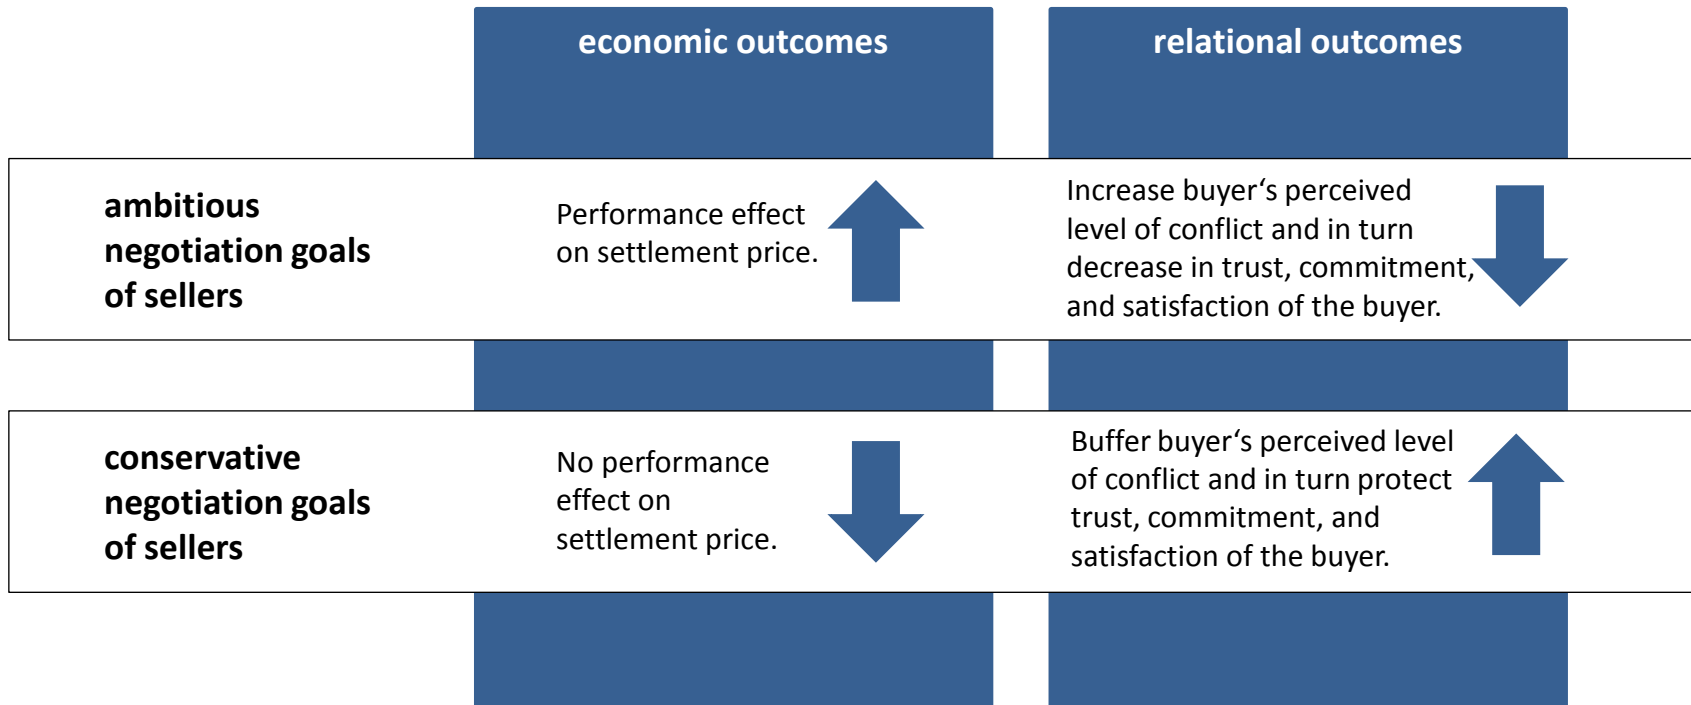 economic outcomes
relational outcomes
ambitious
negotiation goals
of sellers
Performance effect
on settlement price.
Increase buyer‘s perceived
level of conflict and in turn
decrease in trust, commitment,
and satisfaction of the buyer.
conservative
negotiation goals
of sellers
No performance
effect on
settlement price.
Buffer buyer‘s perceived level
of conflict and in turn protect
trust, commitment, and
satisfaction of the buyer.